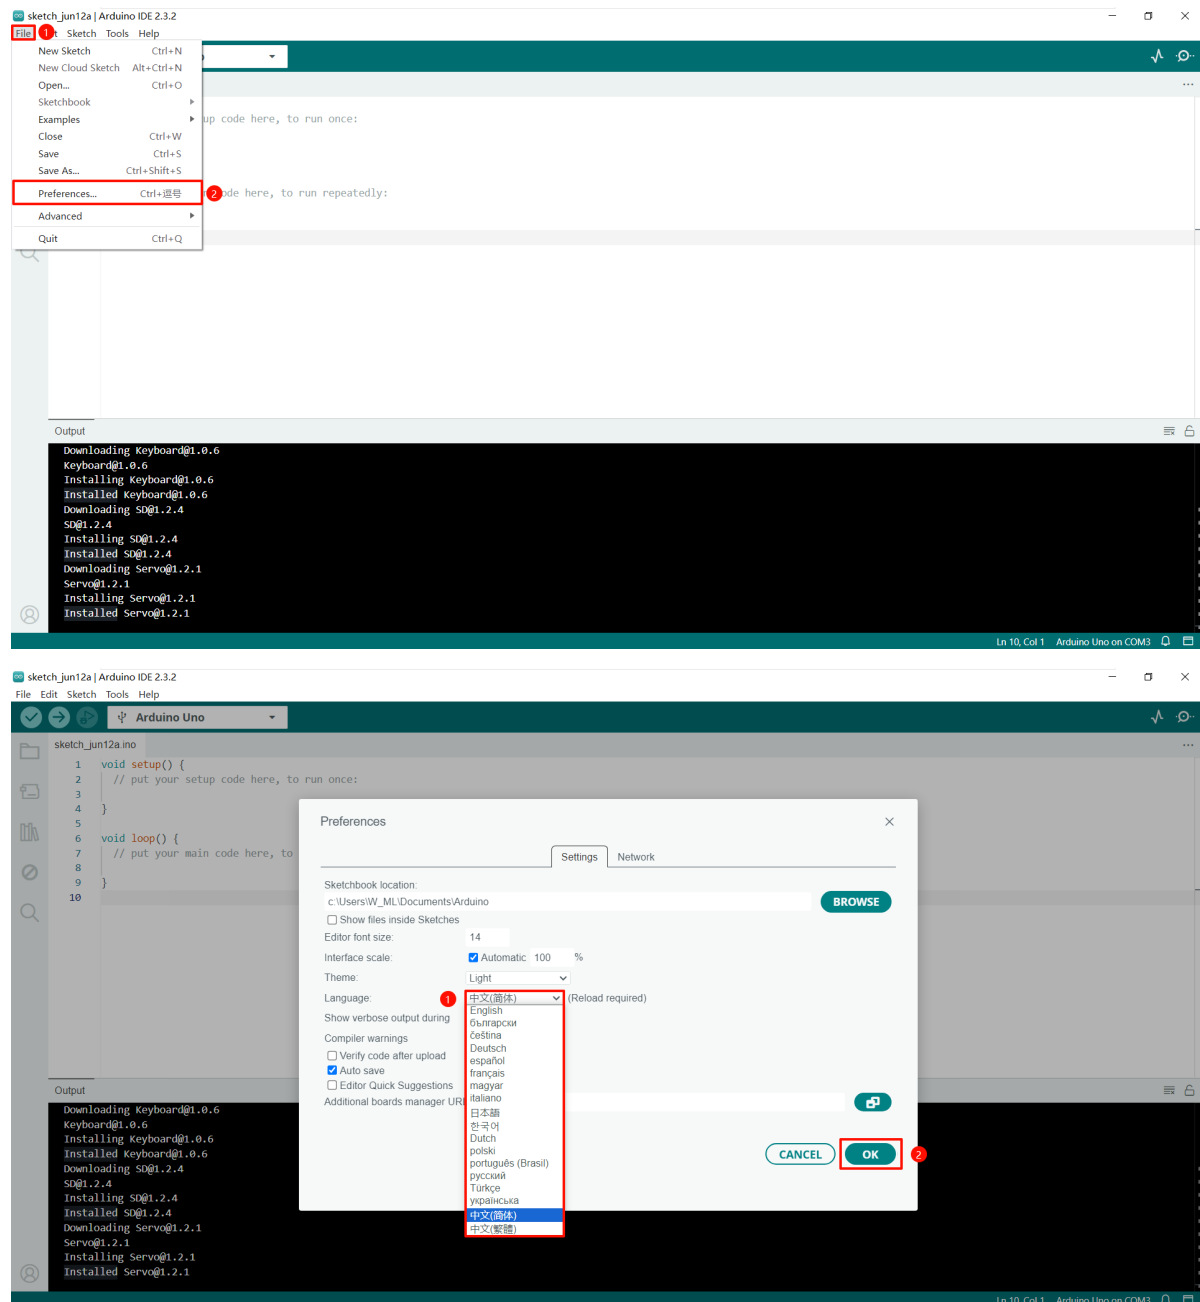 sketch_jun12a | Arduino IDE 2.3.2
File 1 t Sketch Tools Help
New Sketch Ctrl+N
New Cloud Sketch Alt+Ctrl+N
Open... Ctrl+O
Sketchbook
Examples
up code here, to run once:
Close Ctrl+W
Save Ctrl+S
Save As... Ctrl+Shift+S
Preferences... Ctrl+逗号 2 de here, to run repeatedly:
Advanced
Quit Ctrl+Q
Output
Downloading Keyboard@1.0.6
Keyboard@1.0.6
Installing Keyboard@1.0.6
Installed Keyboard@1.0.6
Downloading SD@1.2.4
SD@1.2.4
Installing SD@1.2.4
Installed SD@1.2.4
Downloading Servo@1.2.1
Servo@1.2.1
Installing Servo@1.2.1
Installed Servo@1.2.1
Ln 10, Col 1 Arduino Uno on COM3
sketch_jun12a | Arduino IDE 2.3.2
File Edit Sketch Tools Help
Arduino Uno
sketch_jun12a.ino
1 void setup() {
2 // put your setup code here, to run once:
3
4 }
5
6 void loop() {
7 // put your main code here, to
8
9 }
10
Preferences
Settings Network
Sketchbook location:
c:\Users\W_ML\Documents\Arduino BROWSE
Show files inside Sketches
Editor font size: 14
Interface scale: Automatic 100 %
Theme: Light
Language: 1 中文(简体) (Reload required)
Show verbose output during
Compiler warnings
Verify code after upload
Auto save
Editor Quick Suggestions
Additional boards manager UR
English
български
čeština
Deutsch
español
français
magyar
italiano
日本語
한국어
Dutch
polski
português (Brasil)
русский
Türkçe
українська
中文(简体)
中文(繁體)
CANCEL OK 2
Output
Downloading Keyboard@1.0.6
Keyboard@1.0.6
Installing Keyboard@1.0.6
Installed Keyboard@1.0.6
Downloading SD@1.2.4
SD@1.2.4
Installing SD@1.2.4
Installed SD@1.2.4
Downloading Servo@1.2.1
Servo@1.2.1
Installing Servo@1.2.1
Installed Servo@1.2.1
Ln 10, Col 1 Arduino Uno on COM3